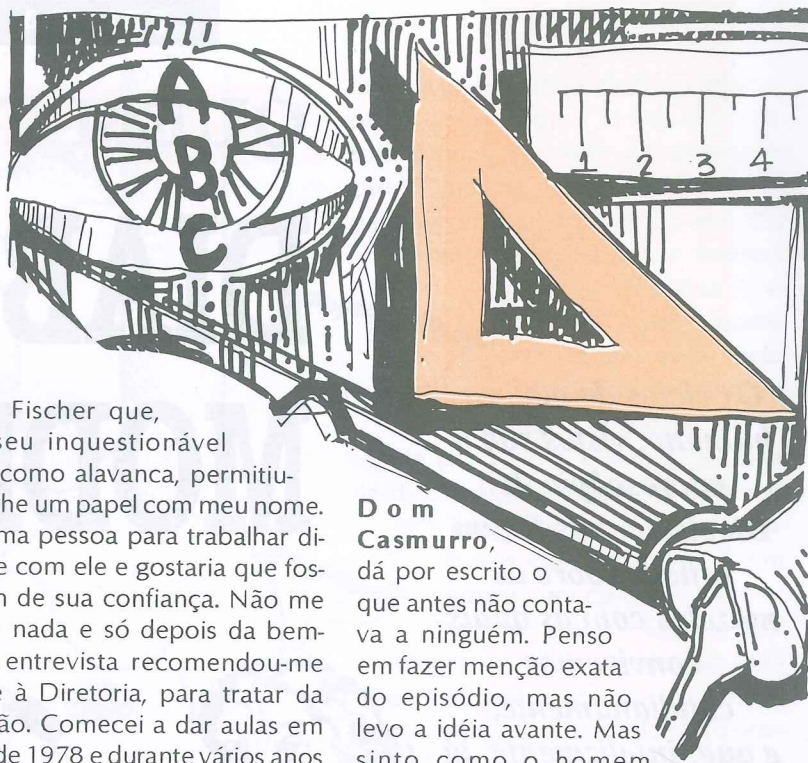 A
B
C
1 2 3 4
Fischer que,
seu inquestionável
como alavanca, permitiu-
he um papel com meu nome.
ma pessoa para trabalhar di-
e com ele e gostaria que fos-
n de sua confiança. Não me
nada e só depois da bem-
entrevista recomendou-me
e à Diretoria, para tratar da
ão. Comecei a dar aulas em
de 1978 e durante vários anos
Dom
Casmurro,
dá por escrito o
que antes não conta-
va a ninguém. Penso
em fazer menção exata
do episódio, mas não
levo a idéia avante. Mas
sinto como o homem